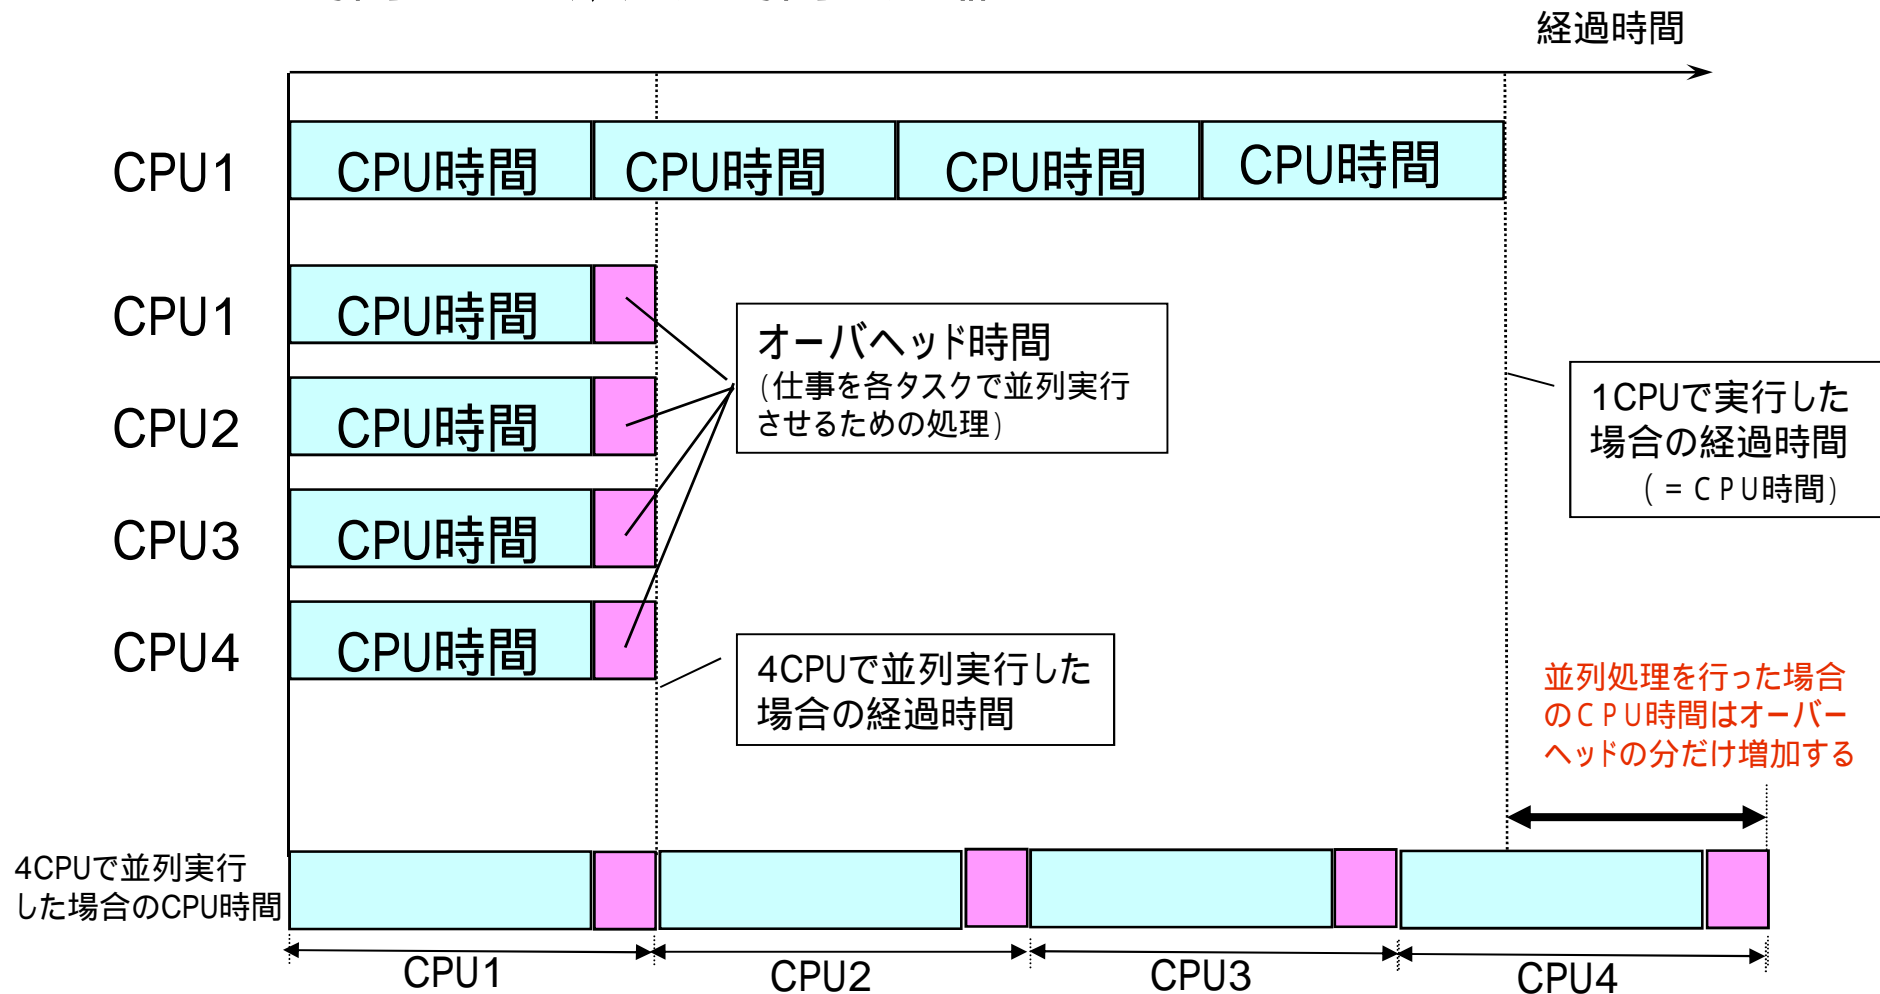 経過時間
CPU1
CPU時間
CPU時間
CPU時間
CPU時間
CPU1
CPU時間
CPU2
CPU時間
CPU3
CPU時間
CPU4
CPU時間
オーバヘッド時間
(仕事を各タスクで並列実行
させるための処理)
1CPUで実行した
場合の経過時間
(=CPU時間)
4CPUで並列実行した
場合の経過時間
並列処理を行った場合
のCPU時間はオーバー
ヘッドの分だけ増加する
4CPUで並列実行
した場合のCPU時間
CPU1
CPU2
CPU3
CPU4